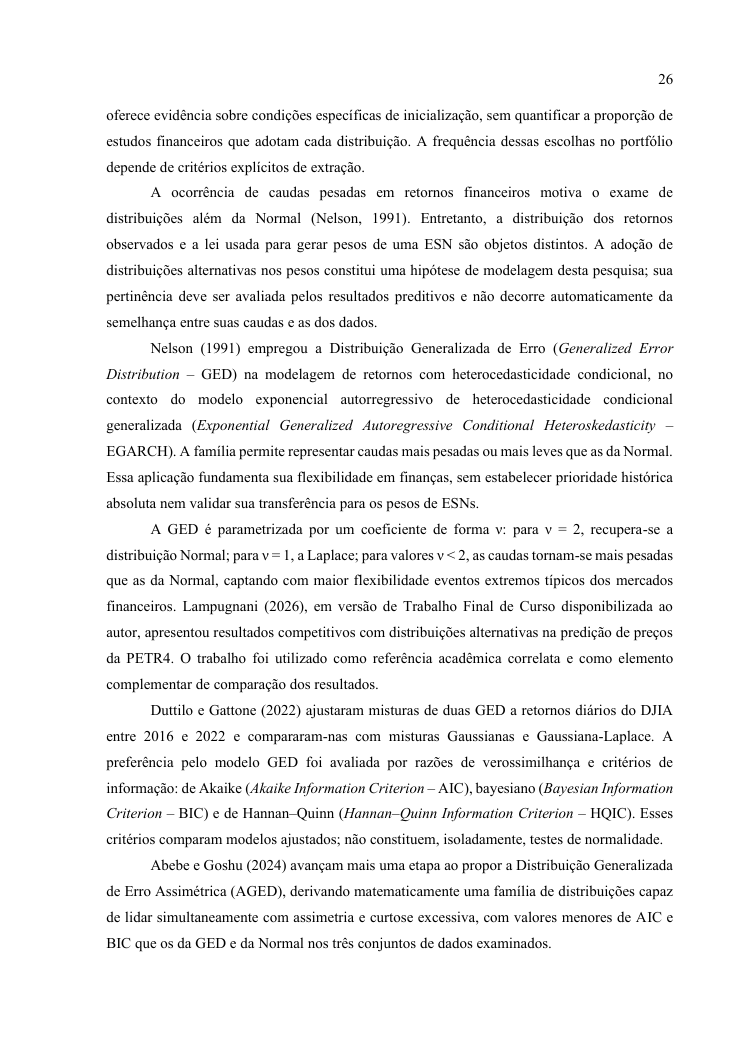 26
oferece evidência sobre condições específicas de inicialização, sem quantificar a proporção de
estudos financeiros que adotam cada distribuição. A frequência dessas escolhas no portfólio
depende de critérios explícitos de extração.
A ocorrência de caudas pesadas em retornos financeiros motiva o exame de
distribuições além da Normal (Nelson, 1991). Entretanto, a distribuição dos retornos
observados e a lei usada para gerar pesos de uma ESN são objetos distintos. A adoção de
distribuições alternativas nos pesos constitui uma hipótese de modelagem desta pesquisa; sua
pertinência deve ser avaliada pelos resultados preditivos e não decorre automaticamente da
semelhança entre suas caudas e as dos dados.
Nelson (1991) empregou a Distribuição Generalizada de Erro (Generalized Error
Distribution – GED) na modelagem de retornos com heterocedasticidade condicional, no
contexto do modelo exponencial autorregressivo de heterocedasticidade condicional
generalizada (Exponential Generalized Autoregressive Conditional Heteroskedasticity –
EGARCH). A família permite representar caudas mais pesadas ou mais leves que as da Normal.
Essa aplicação fundamenta sua flexibilidade em finanças, sem estabelecer prioridade histórica
absoluta nem validar sua transferência para os pesos de ESNs.
A GED é parametrizada por um coeficiente de forma ν: para ν = 2, recupera-se a
distribuição Normal; para ν = 1, a Laplace; para valores ν < 2, as caudas tornam-se mais pesadas
que as da Normal, captando com maior flexibilidade eventos extremos típicos dos mercados
financeiros. Lampugnani (2026), em versão de Trabalho Final de Curso disponibilizada ao
autor, apresentou resultados competitivos com distribuições alternativas na predição de preços
da PETR4. O trabalho foi utilizado como referência acadêmica correlata e como elemento
complementar de comparação dos resultados.
Duttilo e Gattone (2022) ajustaram misturas de duas GED a retornos diários do DJIA
entre 2016 e 2022 e compararam-nas com misturas Gaussianas e Gaussiana-Laplace. A
preferência pelo modelo GED foi avaliada por razões de verossimilhança e critérios de
informação: de Akaike (Akaike Information Criterion – AIC), bayesiano (Bayesian Information
Criterion – BIC) e de Hannan–Quinn (Hannan–Quinn Information Criterion – HQIC). Esses
critérios comparam modelos ajustados; não constituem, isoladamente, testes de normalidade.
Abebe e Goshu (2024) avançam mais uma etapa ao propor a Distribuição Generalizada
de Erro Assimétrica (AGED), derivando matematicamente uma família de distribuições capaz
de lidar simultaneamente com assimetria e curtose excessiva, com valores menores de AIC e
BIC que os da GED e da Normal nos três conjuntos de dados examinados.